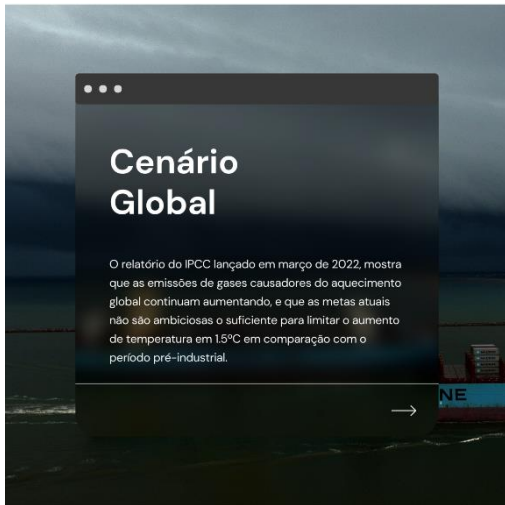 Cenário
Global
O relatório do IPCC lançado em março de 2022, mostra
que as emissões de gases causadores do aquecimento
global continuam aumentando, e que as metas atuais
não são ambiciosas o suficiente para limitar o aumento
de temperatura em 1.5ºC em comparação com o
período pré-industrial.
NE